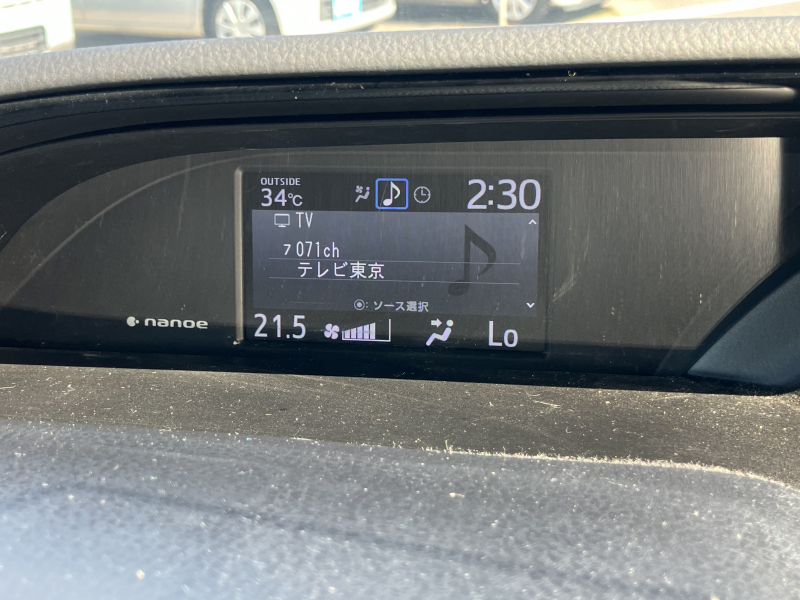 OUTSIDE
34℃
2:30
TV
7 071ch
テレビ東京
: ソース選択
nanoe
21.5
Lo